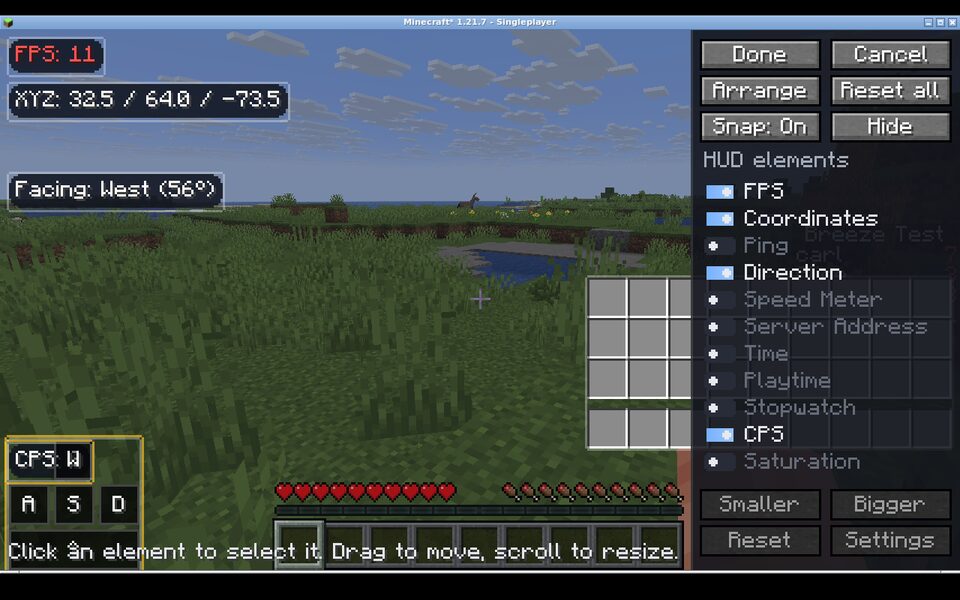 Minecraft* 1.21.7 - Singleplayer
FPS: 11
XYZ: 32.5 / 64.0 / -73.5
Facing: West (56°)
Done
Cancel
Arrange
Reset all
Snap: On
Hide
HUD elements
FPS
Coordinates
Ping
Breeze Test
Direction
Speed Meter
Server Address
Time
Playtime
Stopwatch
CPS
Saturation
Smaller
Bigger
Reset
Settings
CPS W
A S D
Click an element to select it. Drag to move, scroll to resize.